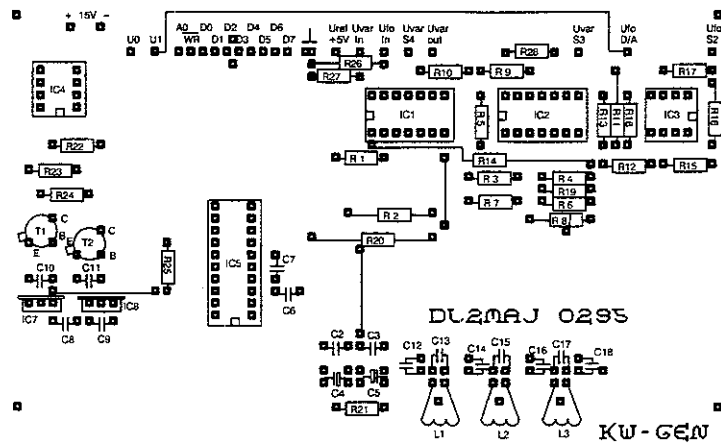 + 15V -
U0 U1
A0 WR D0 D1 D2 D3 D4 D5 D6 D7 ⊥
Uref +5V
Uvar In
Ufo In
Uvar S4
Uvar out
Uvar S3
Ufo D/A
Ufo S2
R26
R27
R10
R9
R28
R17
IC4
IC1
R5
IC2
R13
R11
R16
IC3
R18
R22
R23
R24
R1
R14
R12
R15
R3
R4
R19
R7
R6
R8
R2
R20
T1
C
B
E
T2
C
B
E
C10
C11
R25
IC5
C7
C6
IC7
IC6
C8
C9
DL2MAJ 0295
C2
C3
C12
C13
C14
C15
C16
C17
C18
C4
C5
R21
L1
L2
L3
KW-GEN